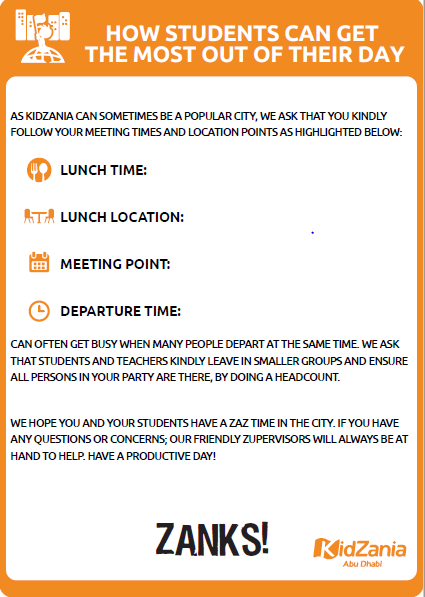 HOW STUDENTS CAN GET
THE MOST OUT OF THEIR DAY
AS KIDZANIA CAN SOMETIMES BE A POPULAR CITY, WE ASK THAT YOU KINDLY
FOLLOW YOUR MEETING TIMES AND LOCATION POINTS AS HIGHLIGHTED BELOW:
LUNCH TIME:
LUNCH LOCATION:
MEETING POINT:
DEPARTURE TIME:
CAN OFTEN GET BUSY WHEN MANY PEOPLE DEPART AT THE SAME TIME. WE ASK
THAT STUDENTS AND TEACHERS KINDLY LEAVE IN SMALLER GROUPS AND ENSURE
ALL PERSONS IN YOUR PARTY ARE THERE, BY DOING A HEADCOUNT.
WE HOPE YOU AND YOUR STUDENTS HAVE A ZAZ TIME IN THE CITY. IF YOU HAVE
ANY QUESTIONS OR CONCERNS; OUR FRIENDLY ZUPERVISORS WILL ALWAYS BE AT
HAND TO HELP. HAVE A PRODUCTIVE DAY!
ZANKS!
KidZania
Abu Dhabi